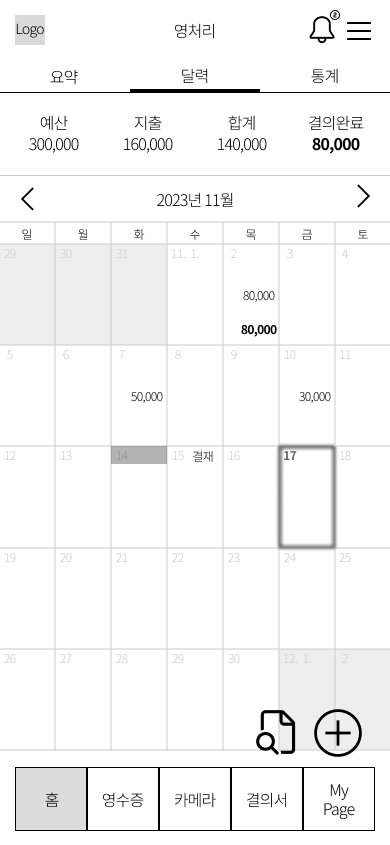 Logo 영처리
요약 달력 통계
예산 지출 합계 결의완료
300,000 160,000 140,000 80,000
2023년 11월
일 월 화 수 목 금 토
29 30 31 11. 1. 2 3 4
80,000
80,000
5 6 7 8 9 10 11
50,000 30,000
12 13 14 15 결재 16 17 18
19 20 21 22 23 24 25
26 27 28 29 30 12. 1. 2
홈 영수증 카메라 결의서 My
Page